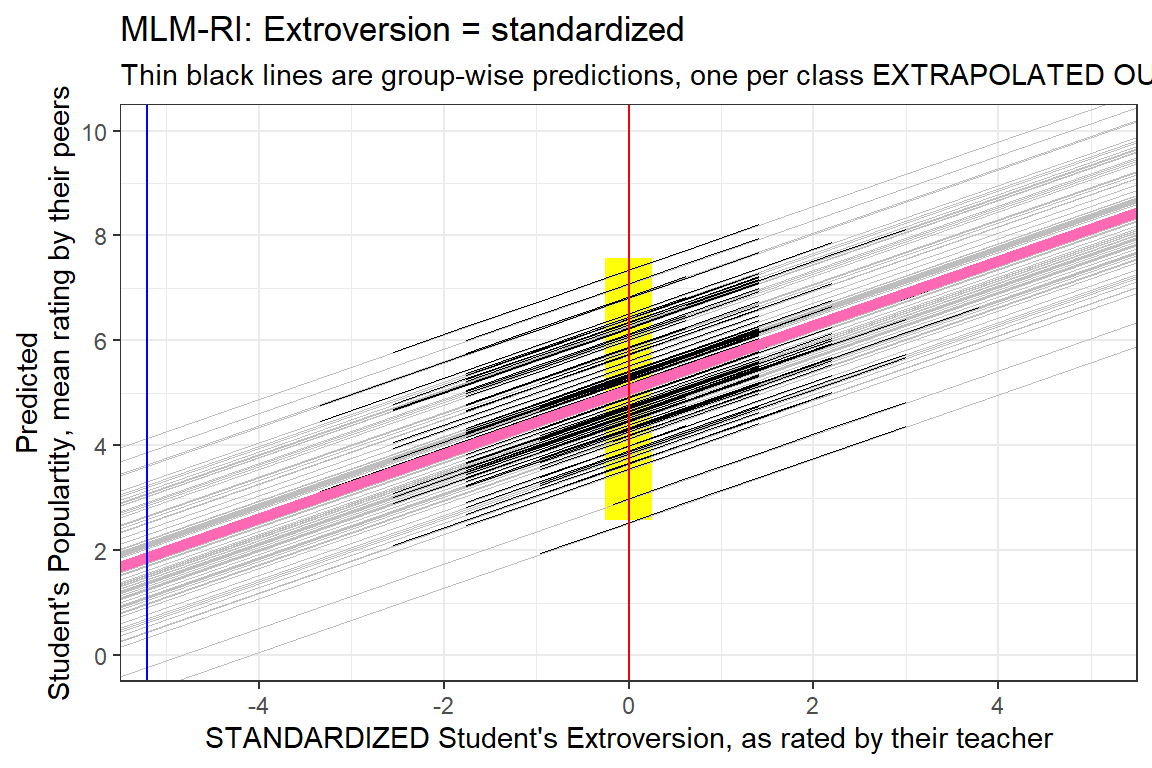 MLM-RI: Extroversion = standardized
Thin black lines are group-wise predictions, one per class EXTRAPOLATED OU
Predicted
Student's Populartity, mean rating by their peers
10
8
6
4
2
0
-4
-2
0
2
4
STANDARDIZED Student's Extroversion, as rated by their teacher